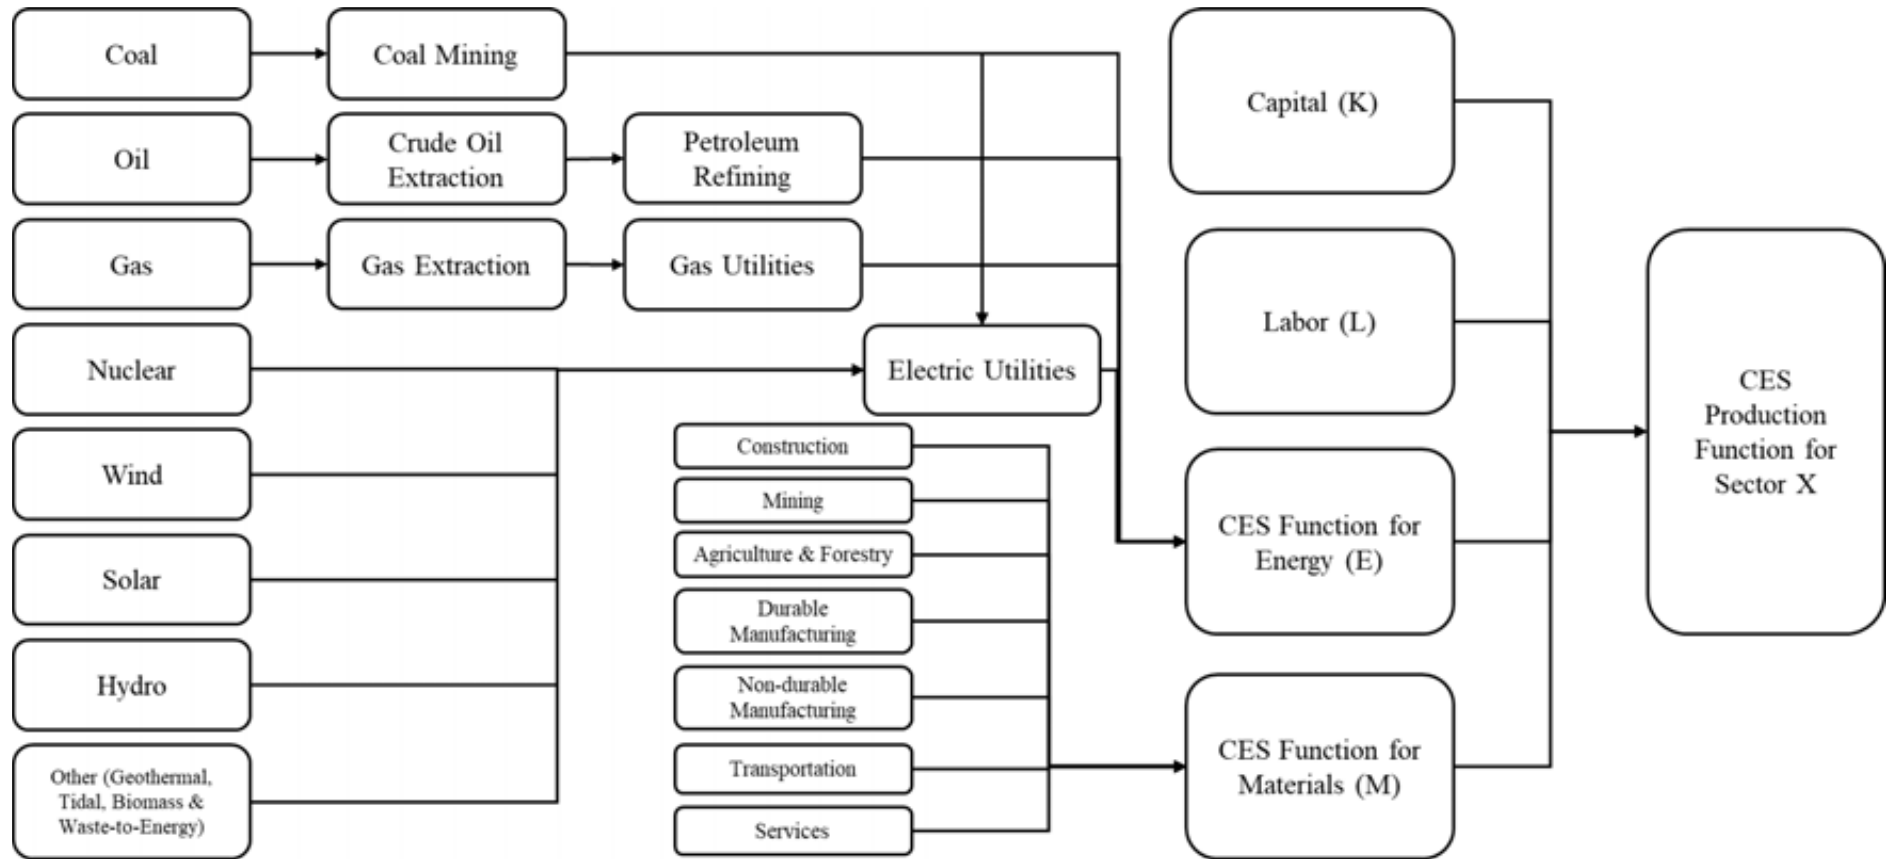 Coal
Coal Mining
Capital (K)
Oil
Crude Oil
Extraction
Petroleum
Refining
Gas
Gas Extraction
Gas Utilities
Labor (L)
Nuclear
Electric Utilities
CES
Production
Function for
Sector X
Wind
Construction
Mining
Agriculture & Forestry
CES Function for
Energy (E)
Solar
Durable
Manufacturing
Hydro
Non-durable
Manufacturing
CES Function for
Materials (M)
Other (Geothermal,
Tidal, Biomass &
Waste-to-Energy)
Transportation
Services